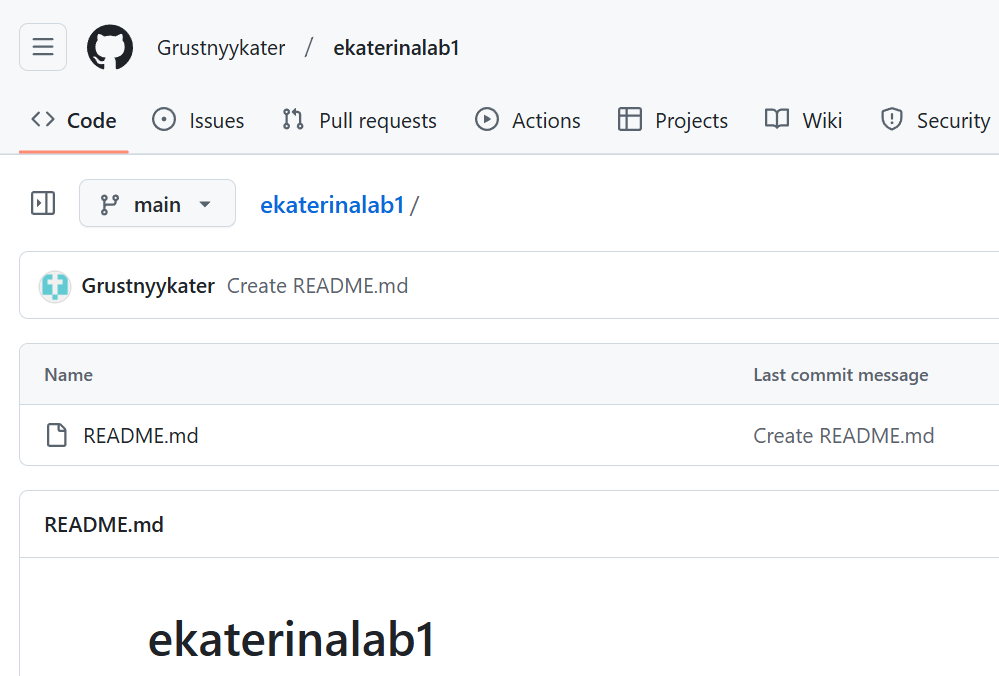 Grustnyykater / ekaterinalab1
Code Issues Pull requests Actions Projects Wiki Security
main ekaterinalab1 /
Grustnyykater Create README.md
Name Last commit message
README.md Create README.md
README.md
ekaterinalab1